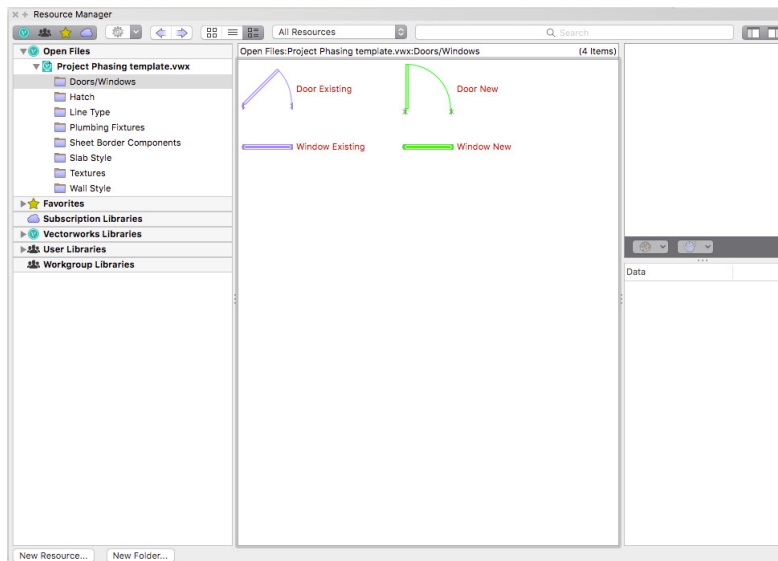 Resource Manager
All Resources
Search
Open Files
Project Phasing template.vwx
Doors/Windows
Hatch
Line Type
Plumbing Fixtures
Sheet Border Components
Slab Style
Textures
Wall Style
Favorites
Subscription Libraries
Vectorworks Libraries
User Libraries
Workgroup Libraries
Open Files:Project Phasing template.vwx:Doors/Windows (4 Items)
Door Existing Door New
Window Existing Window New
Data
New Resource... New Folder...